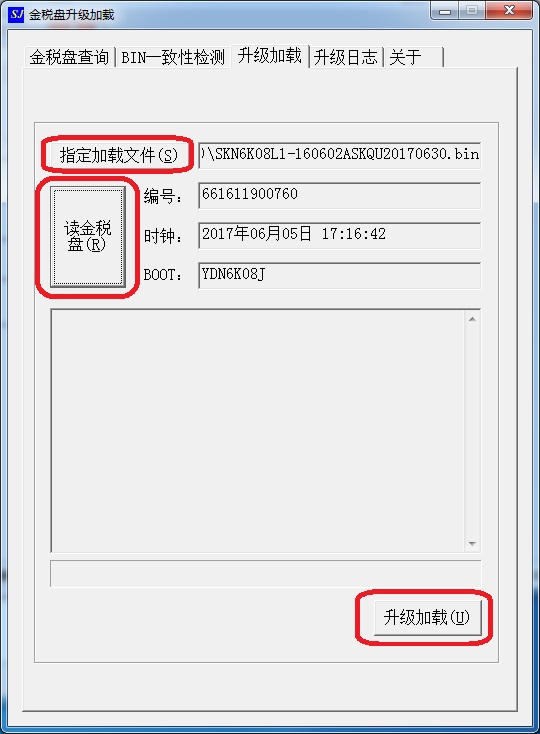 SJ 金税盘升级加载
金税盘查询 BIN一致性检测 升级加载 升级日志 关于
指定加载文件(S) )\SKN6K08L1-160602ASKQU20170630.bin
读金税
盘(R)
编号: 661611900760
时钟: 2017年06月05日 17:16:42
BOOT: YDN6K08J
升级加载(U)